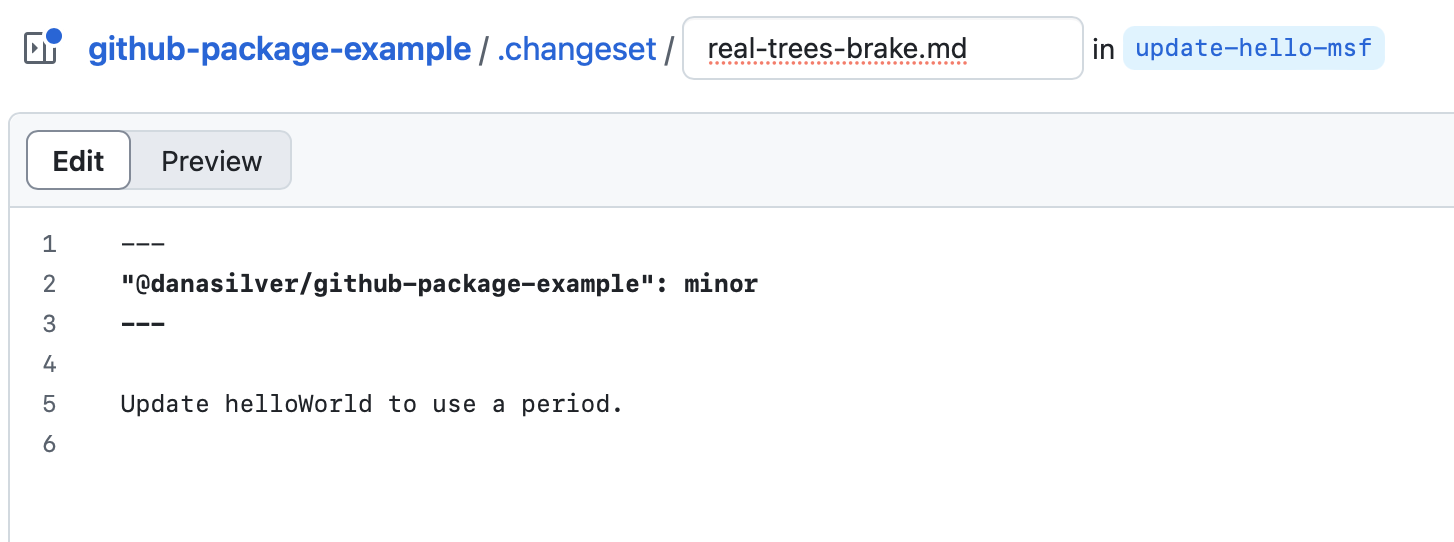 github-package-example / .changeset / real-trees-brake.md in update-hello-msf
Edit Preview
1 ---
2 "@danasilver/github-package-example": minor
3 ---
4
5 Update helloWorld to use a period.
6